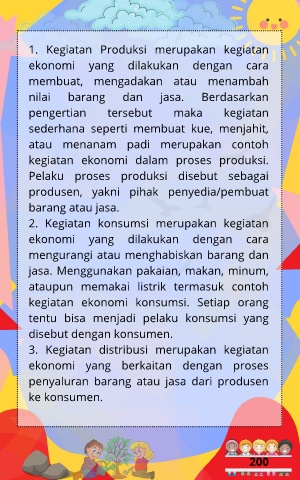 1. Kegiatan Produksi merupakan kegiatan
ekonomi yang dilakukan dengan cara
membuat, mengadakan atau menambah
nilai barang dan jasa. Berdasarkan
pengertian tersebut maka kegiatan
sederhana seperti membuat kue, menjahit,
atau menanam padi merupakan contoh
kegiatan ekonomi dalam proses produksi.
Pelaku proses produksi disebut sebagai
produsen, yakni pihak penyedia/pembuat
barang atau jasa.
2. Kegiatan konsumsi merupakan kegiatan
ekonomi yang dilakukan dengan cara
mengurangi atau menghabiskan barang dan
jasa. Menggunakan pakaian, makan, minum,
ataupun memakai listrik termasuk contoh
kegiatan ekonomi konsumsi. Setiap orang
tentu bisa menjadi pelaku konsumsi yang
disebut dengan konsumen.
3. Kegiatan distribusi merupakan kegiatan
ekonomi yang berkaitan dengan proses
penyaluran barang atau jasa dari produsen
ke konsumen.
200